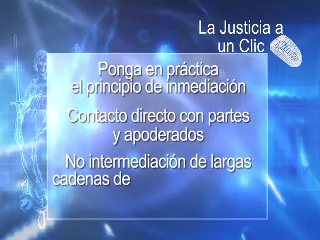 La Justicia a
un Clic
Ponga en práctica
el principio de inmediación
Contacto directo con partes
y apoderados
No intermediación de largas
cadenas de